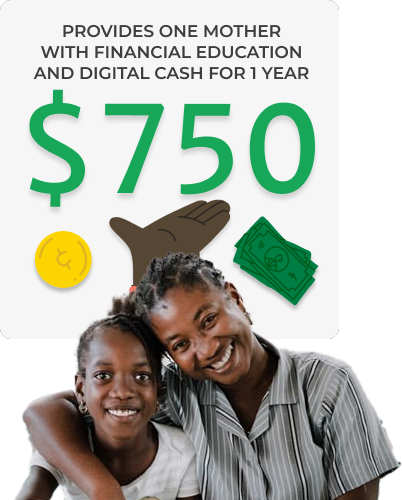 PROVIDES ONE MOTHER
WITH FINANCIAL EDUCATION
AND DIGITAL CASH FOR 1 YEAR
$750